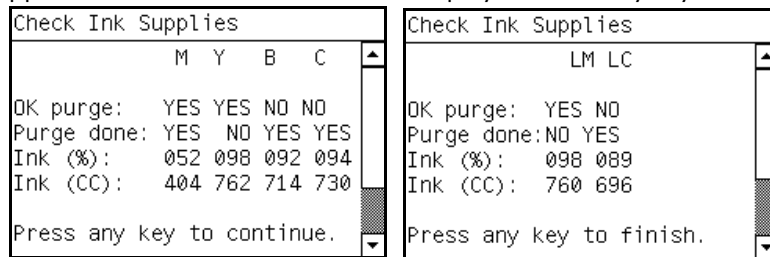 Check Ink Supplies
M Y B C
OK purge: YES YES NO NO
Purge done: YES NO YES YES
Ink (%): 052 098 092 094
Ink (CC): 404 762 714 730
Press any key to continue.
Check Ink Supplies
LM LC
OK purge: YES NO
Purge done:NO YES
Ink (%): 098 089
Ink (CC): 760 696
Press any key to finish.